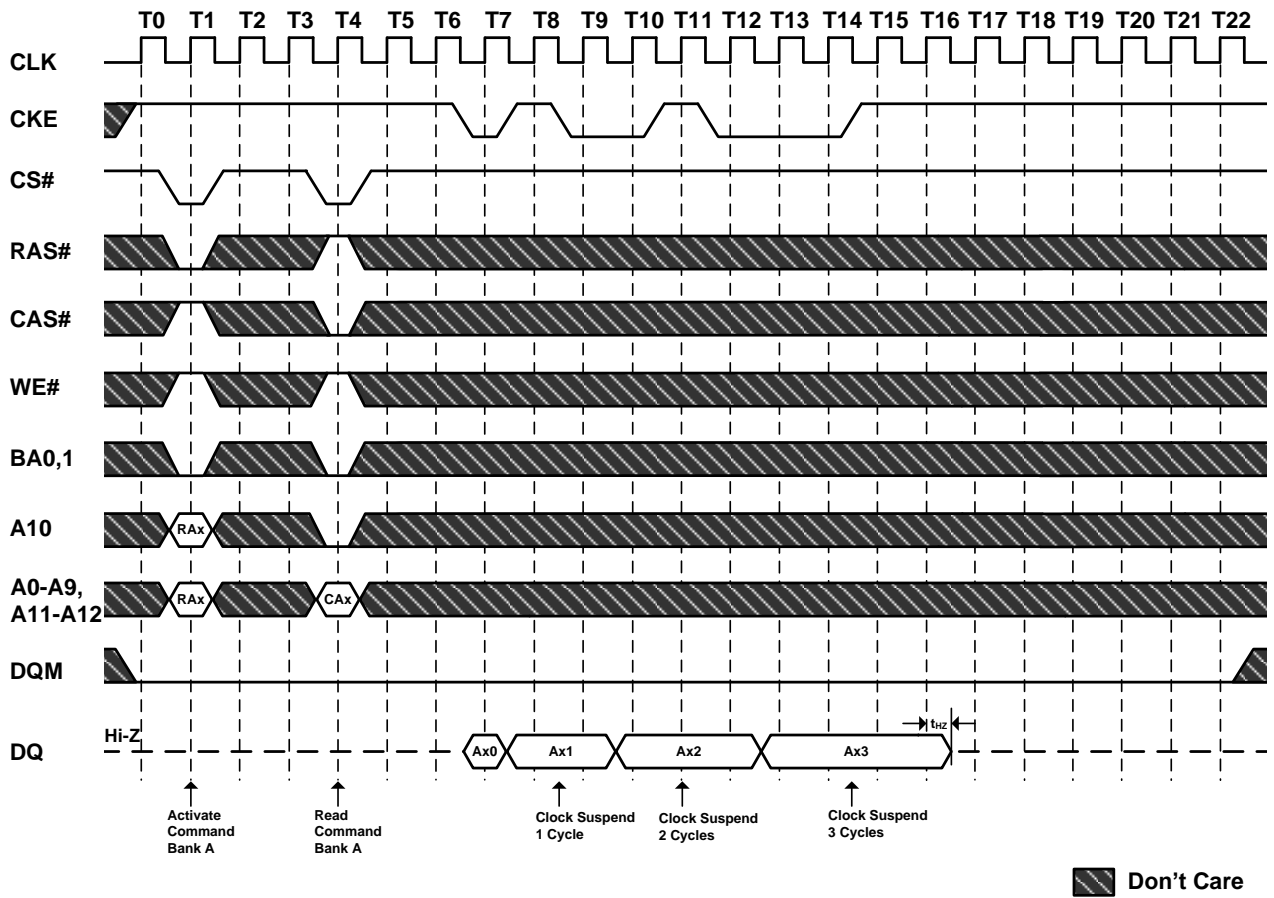 T0 T1 T2 T3 T4 T5 T6 T7 T8 T9 T10 T11 T12 T13 T14 T15 T16 T17 T18 T19 T20 T21 T22
CLK
CKE
CS#
RAS#
CAS#
WE#
BA0,1
A10
RAx
A0-A9,
A11-A12
RAx
CAx
DQM
tHZ
Hi-Z
DQ
Ax0
Ax1
Ax2
Ax3
Activate
Command
Bank A
Read
Command
Bank A
Clock Suspend
1 Cycle
Clock Suspend
2 Cycles
Clock Suspend
3 Cycles
Don't Care